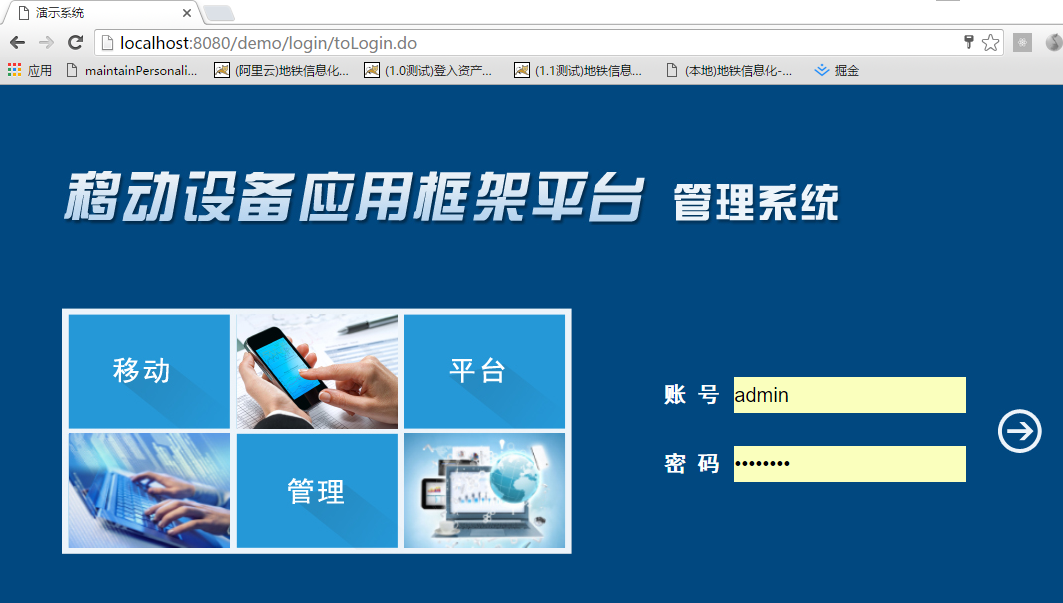 演示系统
localhost:8080/demo/login/toLogin.do
应用 maintainPersonali... (阿里云)地铁信息化... (1.0测试)登入资产... (1.1测试)地铁信息... (本地)地铁信息化-... 掘金
移动设备应用框架平台 管理系统
移动 平台
管理
账 号 admin
密 码 ••••••••